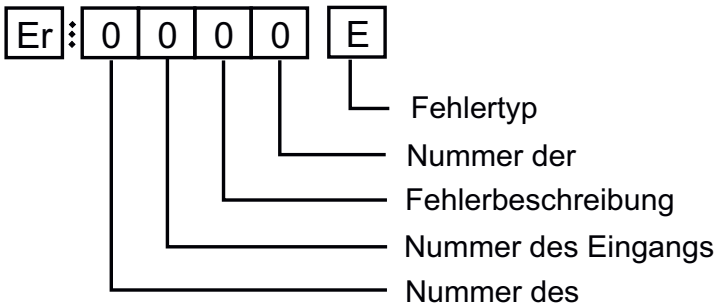 Er 0 0 0 0 E
Fehlertyp
Nummer der
Fehlerbeschreibung
Nummer des Eingangs
Nummer des